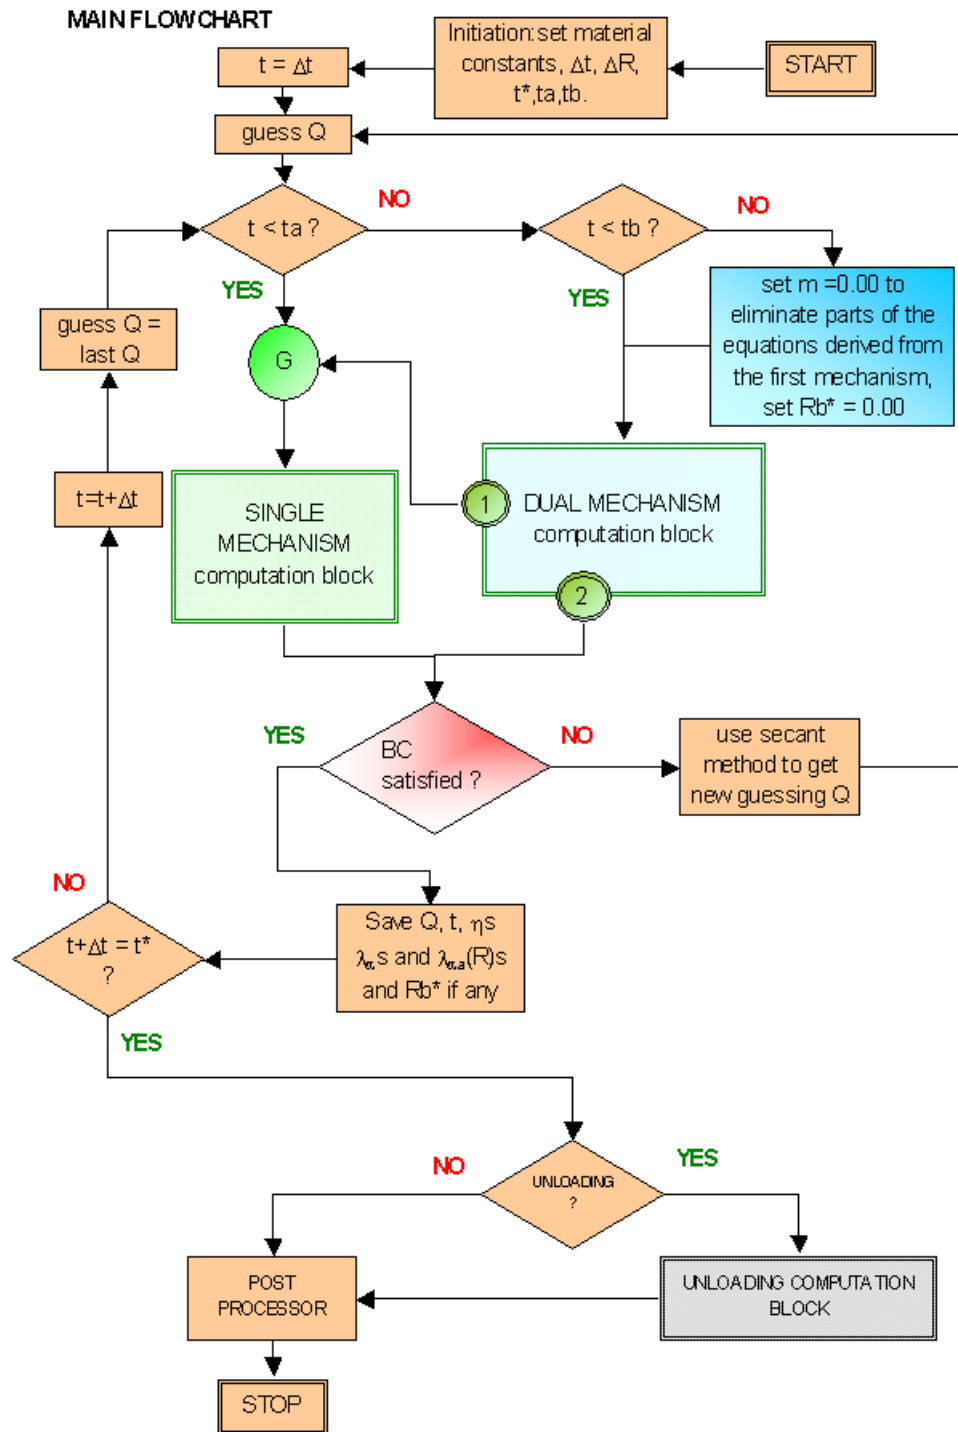 MAIN FLOWCHART
Initiation: set material
constants, Δt, ΔR,
t*,ta,tb.
START
t = Δt
guess Q
t < ta ?
NO
YES
t < tb ?
NO
YES
set m =0.00 to
eliminate parts of the
equations derived from
the first mechanism,
set Rb* = 0.00
guess Q =
last Q
G
t=t+Δt
SINGLE
MECHANISM
computation block
1
DUAL MECHANISM
computation block
2
YES
BC
satisfied ?
NO
use secant
method to get
new guessing Q
NO
t+Δt = t*
?
YES
Save Q, t, ηs
λα s and λα,a(R)s
and Rb* if any
NO
UNLOADING
?
YES
POST
PROCESSOR
UNLOADING COMPUTATION
BLOCK
STOP